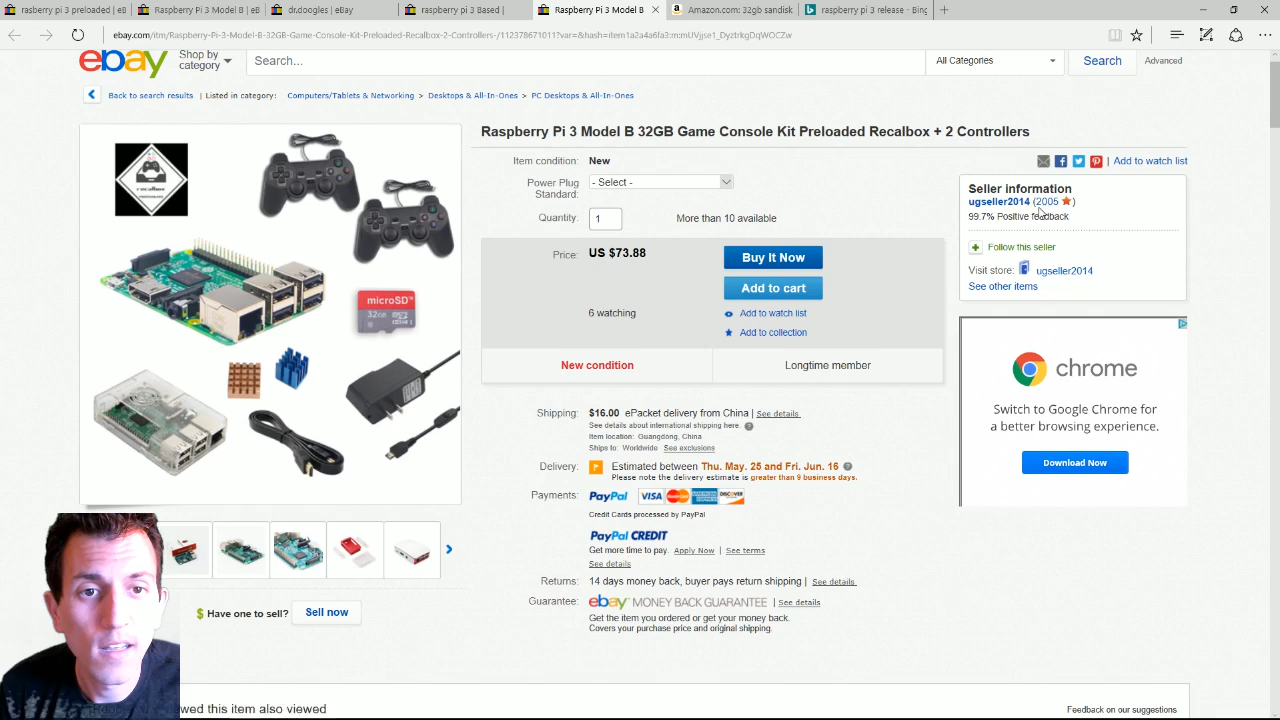 rasberry pi 3 preloaded | eB
Raspberry Pi 3 Model B | eB
dr.doogles | eBay
raspberry pi 3 Based |
Raspberry Pi 3 Model B
Amazon.com: 32gb sandisk
raspberry pi 3 release - Bing
ebay.com/itm/Raspberry-Pi-3-Model-B-32GB-Game-Console-Kit-Preloaded-Recalbox-2-Controllers-/112378671011?var=&hash=item1a2a4a6fa3:m:mUVjjse1_DyztrkgDqWOCZw
ebay
Shop by category
Search...
All Categories
Search
Advanced
Back to search results | Listed in category: Computers/Tablets & Networking > Desktops & All-In-Ones > PC Desktops & All-In-Ones
Raspberry Pi 3 Model B 32GB Game Console Kit Preloaded Recalbox + 2 Controllers
Item condition: New
| Add to watch list
Power Plug Standard: - Select -
Quantity: 1 More than 10 available
Price: US $73.88
Buy It Now
Add to cart
6 watching
Add to watch list
Add to collection
New condition
Longtime member
Seller information
ugseller2014 (2005 )
99.7% Positive feedback
Follow this seller
Visit store: ugseller2014
See other items
microSD
32GB
chrome
Switch to Google Chrome for
a better browsing experience.
Download Now
Shipping: $16.00 ePacket delivery from China | See details
See details about international shipping here.
Item location: Guangdong, China
Ships to: Worldwide See exclusions
Delivery: Estimated between Thu. May. 25 and Fri. Jun. 16
Please note the delivery estimate is greater than 9 business days.
Payments: PayPal VISA DISCOVER
Credit Cards processed by PayPal
PayPal CREDIT
Get more time to pay. Apply Now | See terms
See details
Returns: 14 days money back, buyer pays return shipping | See details
Guarantee: ebay MONEY BACK GUARANTEE | See details
Get the item you ordered or get your money back.
Covers your purchase price and original shipping.
Have one to sell? Sell now
wed this item also viewed
Feedback on our suggestions